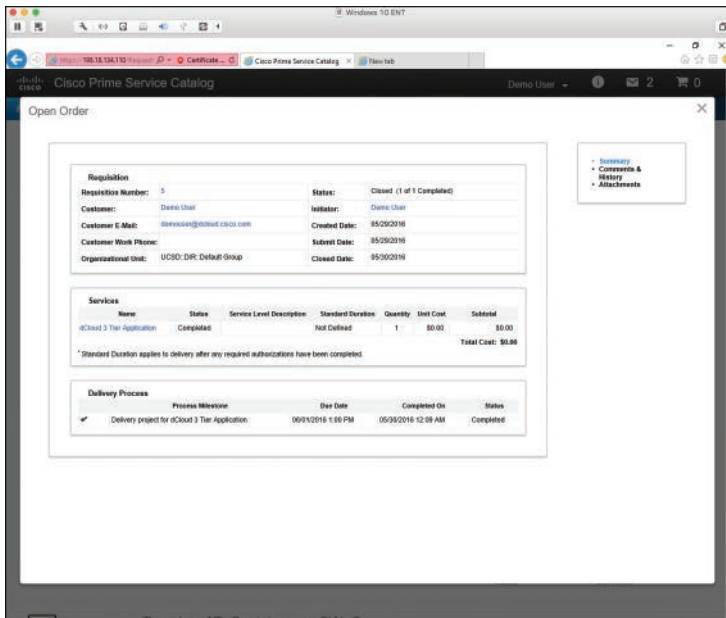 Windows 10 ENT
198.18.134.110
Certificate ...
Cisco Prime Service Catalog
New tab
CISCO
Cisco Prime Service Catalog
Demo User
2
0
Open Order
Requisition
Requisition Number: 5 Status: Closed (1 of 1 Completed)
Customer: Demo User Initiator: Demo User
Customer E-Mail: demouser@dcloud.cisco.com Created Date: 05/29/2016
Customer Work Phone: Submit Date: 05/29/2016
Organizational Unit: UCSD::DIR::Default Group Closed Date: 05/30/2016
Services
Name Status Service Level Description Standard Duration Quantity Unit Cost Subtotal
dCloud 3 Tier Application Completed Not Defined 1 $0.00 $0.00
Total Cost: $0.00
* Standard Duration applies to delivery after any required authorizations have been completed.
Delivery Process
Process Milestone Due Date Completed On Status
Delivery project for dCloud 3 Tier Application 06/01/2016 1:00 PM 05/30/2016 12:09 AM Completed
Summary
Comments & History
Attachments